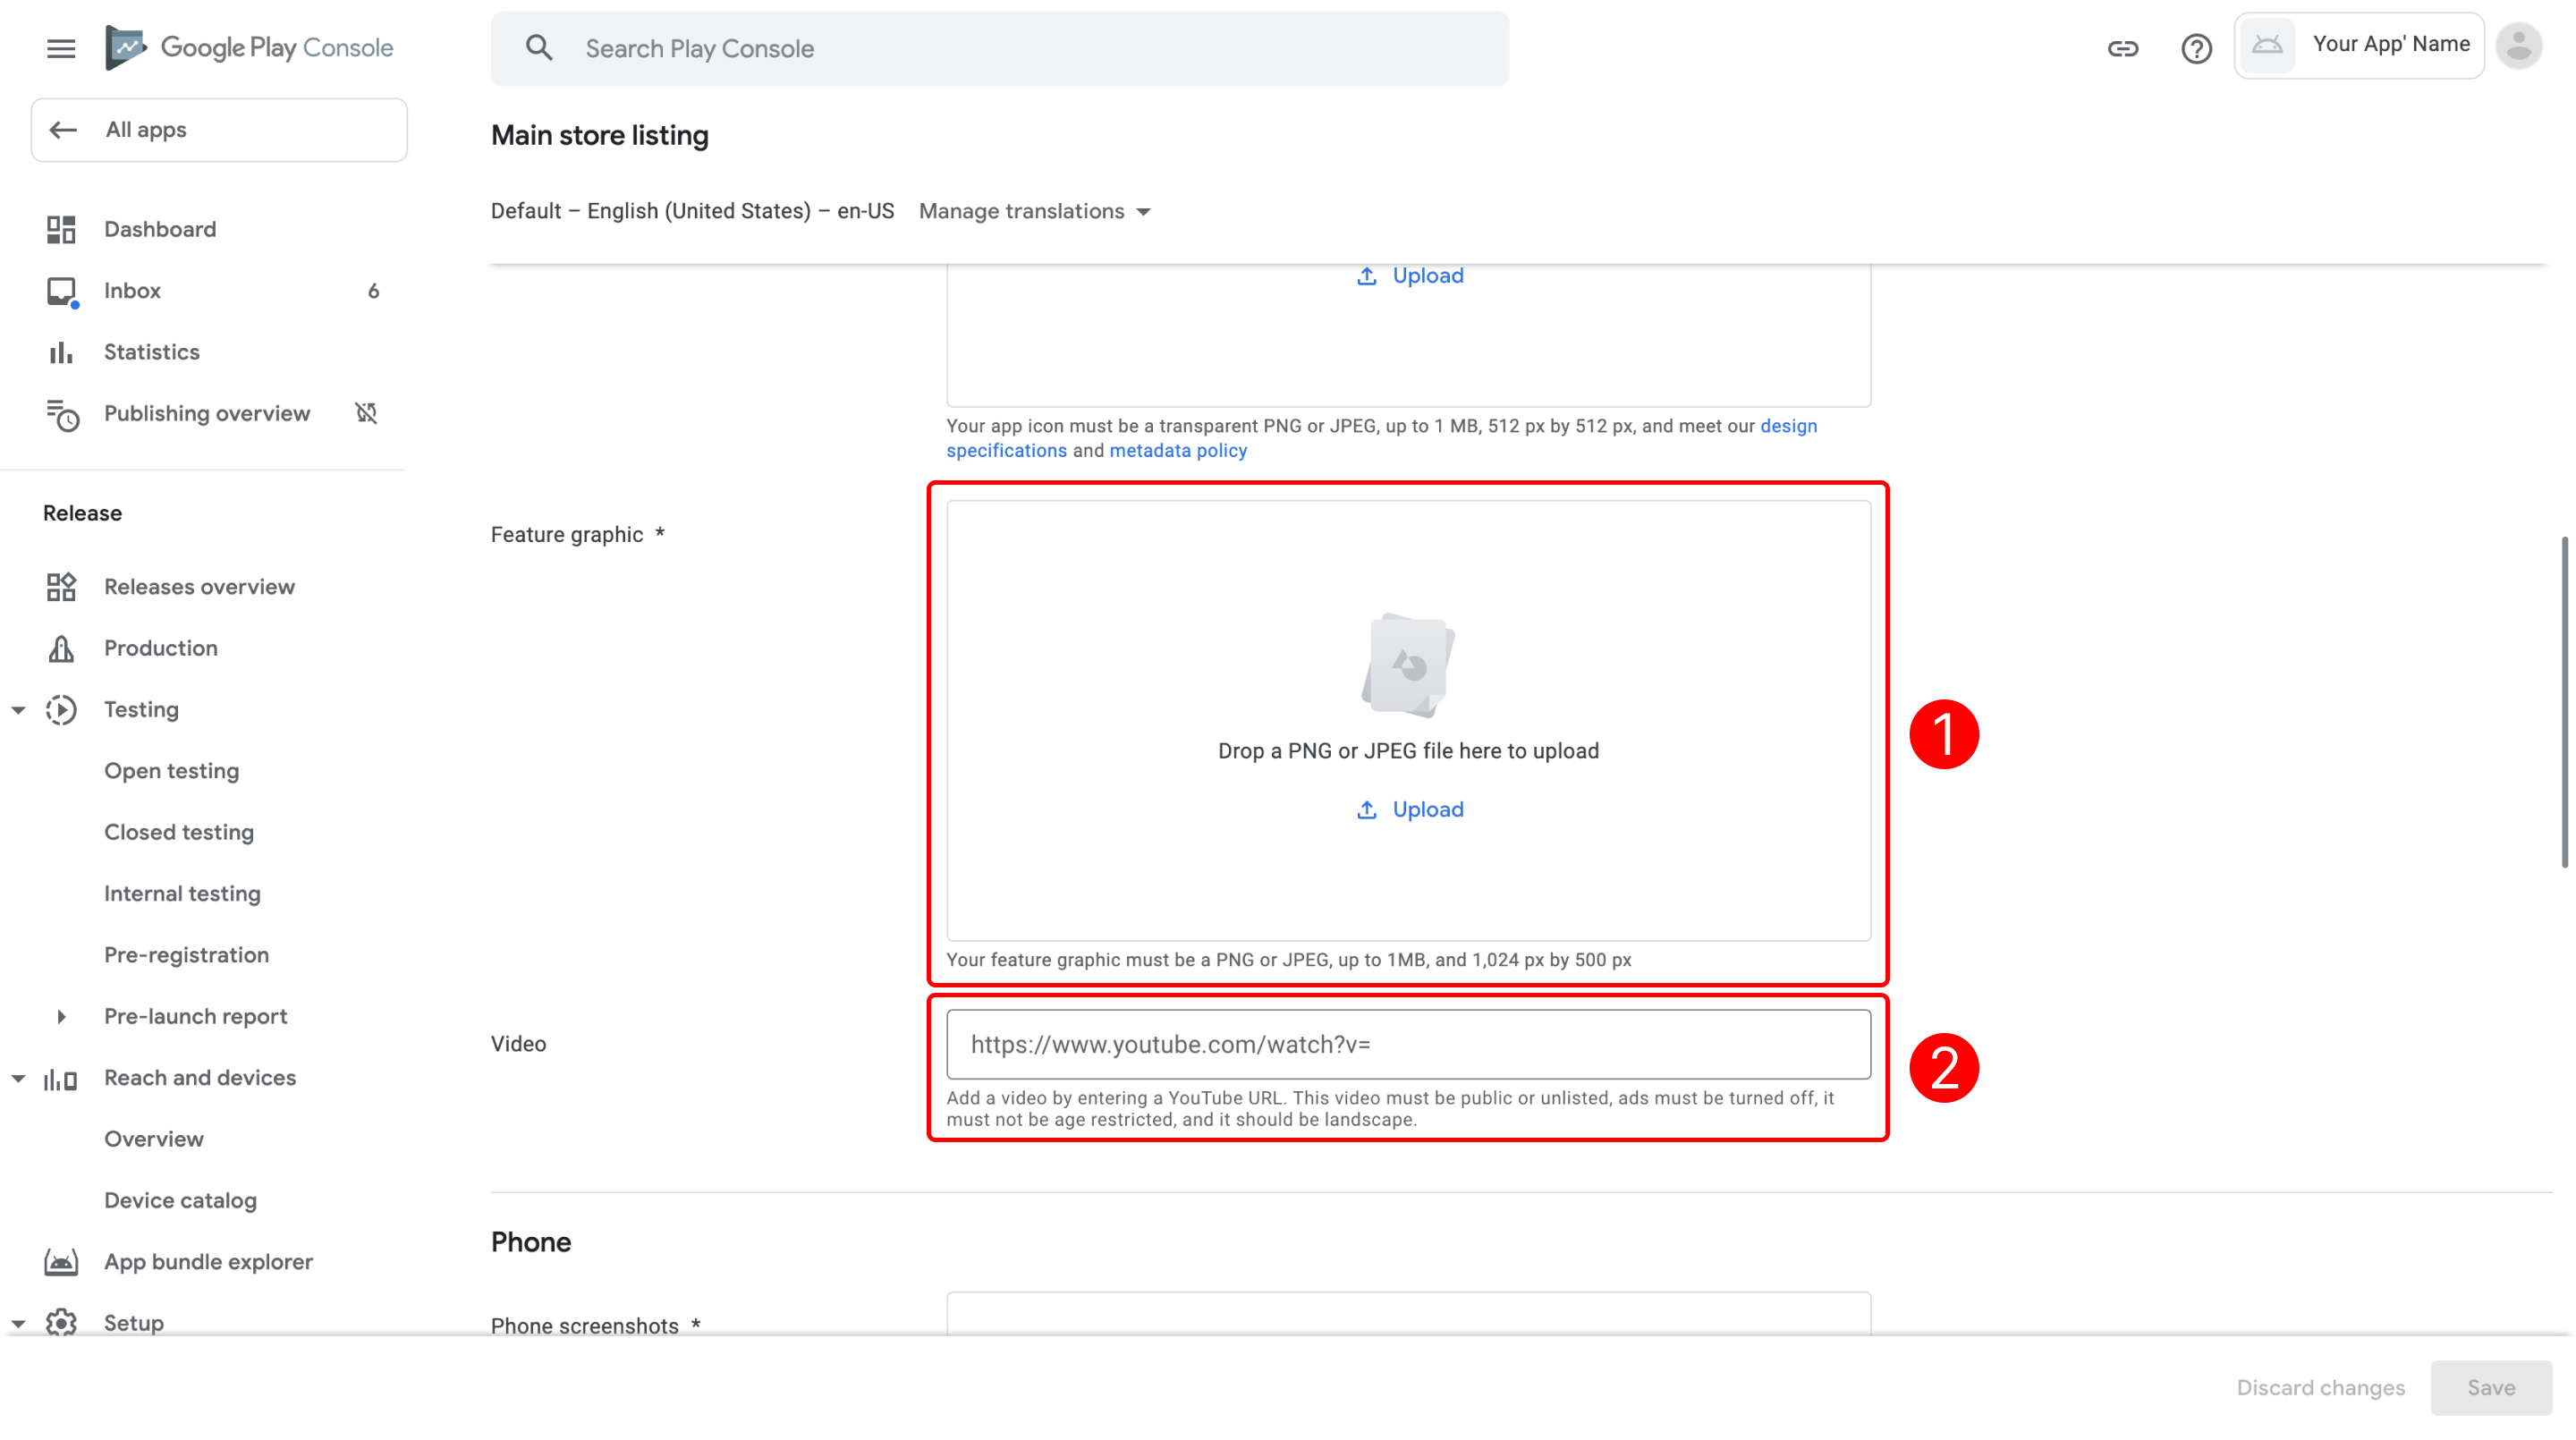 Google Play Console
Search Play Console
Your App' Name
All apps
Main store listing
Default – English (United States) – en-US Manage translations
Dashboard
Inbox 6
Statistics
Publishing overview
Release
Releases overview
Production
Testing
Open testing
Closed testing
Internal testing
Pre-registration
Pre-launch report
Reach and devices
Overview
Device catalog
App bundle explorer
Setup
Upload
Your app icon must be a transparent PNG or JPEG, up to 1 MB, 512 px by 512 px, and meet our design
specifications and metadata policy
Feature graphic *
Drop a PNG or JPEG file here to upload
Upload
Your feature graphic must be a PNG or JPEG, up to 1MB, and 1,024 px by 500 px
1
Video
https://www.youtube.com/watch?v=
Add a video by entering a YouTube URL. This video must be public or unlisted, ads must be turned off, it
must not be age restricted, and it should be landscape.
2
Phone
Phone screenshots *
Discard changes
Save